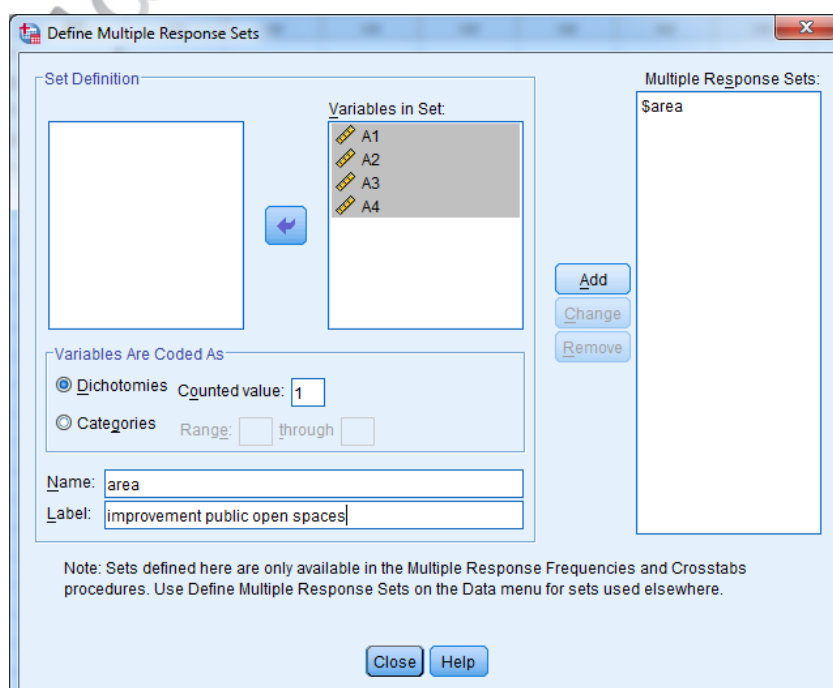 Define Multiple Response Sets
Set Definition
Variables in Set:
A1
A2
A3
A4
Multiple Response Sets:
$area
Add
Change
Remove
Variables Are Coded As
Dichotomies Counted value: 1
Categories Range: through
Name: area
Label: improvement public open spaces
Note: Sets defined here are only available in the Multiple Response Frequencies and Crosstabs
procedures. Use Define Multiple Response Sets on the Data menu for sets used elsewhere.
Close Help